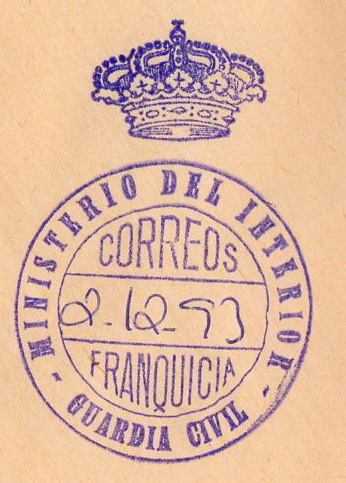 MINISTERIO DEL INTERIOR
CORREOS
2-12-93
FRANQUICIA
- GUARDIA CIVIL -